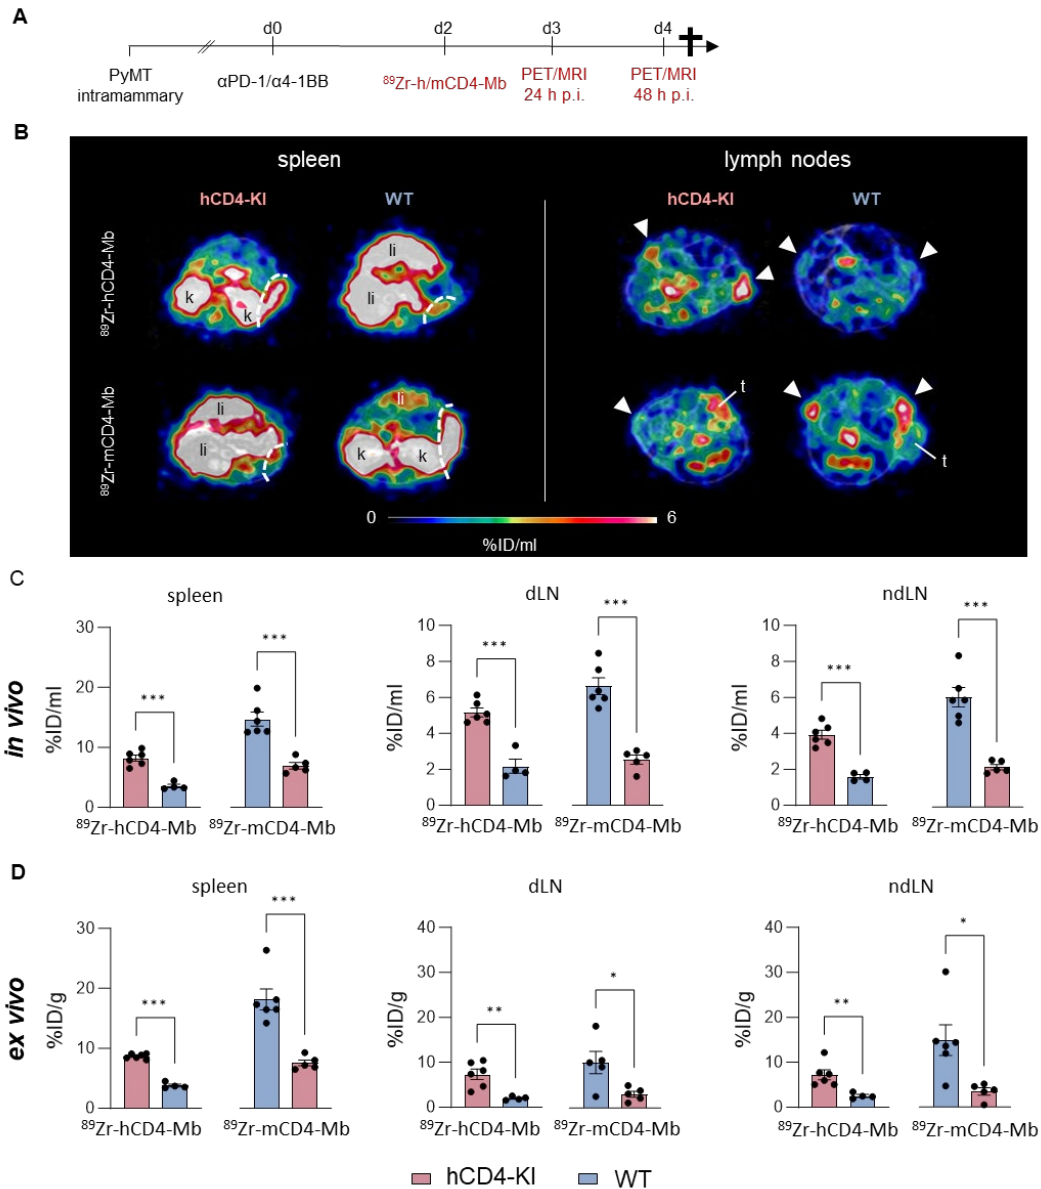 A
d0
d2
d3
d4
PyMT
intramammary
αPD-1/α4-1BB
⁸⁹Zr-h/mCD4-Mb
PET/MRI
24 h p.i.
PET/MRI
48 h p.i.
B
spleen
lymph nodes
hCD4-KI
WT
hCD4-KI
WT
⁸⁹Zr-hCD4-Mb
k
k
li
li
⁸⁹Zr-mCD4-Mb
li
li
li
k
k
t
t
0
6
%ID/ml
C
in vivo
spleen
%ID/ml
30
20
10
0
***
***
⁸⁹Zr-hCD4-Mb
⁸⁹Zr-mCD4-Mb
dLN
%ID/ml
10
8
6
4
2
0
***
***
⁸⁹Zr-hCD4-Mb
⁸⁹Zr-mCD4-Mb
ndLN
%ID/ml
10
8
6
4
2
0
***
***
⁸⁹Zr-hCD4-Mb
⁸⁹Zr-mCD4-Mb
D
ex vivo
spleen
%ID/g
30
20
10
0
***
***
⁸⁹Zr-hCD4-Mb
⁸⁹Zr-mCD4-Mb
dLN
%ID/g
40
30
20
10
0
**
*
⁸⁹Zr-hCD4-Mb
⁸⁹Zr-mCD4-Mb
ndLN
%ID/g
40
30
20
10
0
**
*
⁸⁹Zr-hCD4-Mb
⁸⁹Zr-mCD4-Mb
hCD4-KI
WT